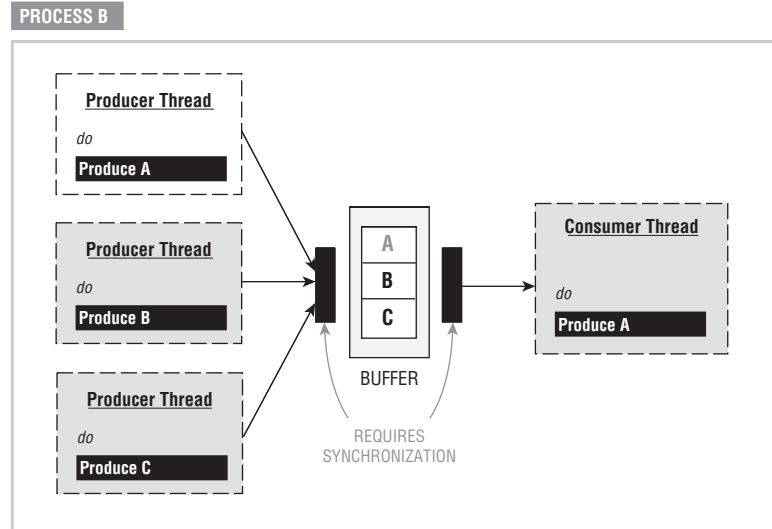 PROCESS B
Producer Thread
do
Produce A
Producer Thread
do
Produce B
Producer Thread
do
Produce C
A
B
C
BUFFER
REQUIRES
SYNCHRONIZATION
Consumer Thread
do
Produce A